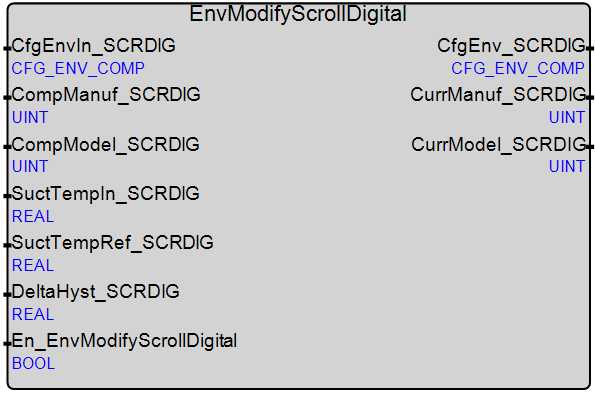 EnvModifyScrollDigital
CfgEnvIn_SCRDIG CfgEnv_SCRDIG
CFG_ENV_COMP CFG_ENV_COMP
CompManuf_SCRDIG CurrManuf_SCRDIG
UINT UINT
CompModel_SCRDIG CurrModel_SCRDIG
UINT UINT
SuctTempIn_SCRDIG
REAL
SuctTempRef_SCRDIG
REAL
DeltaHyst_SCRDIG
REAL
En_EnvModifyScrollDigital
BOOL